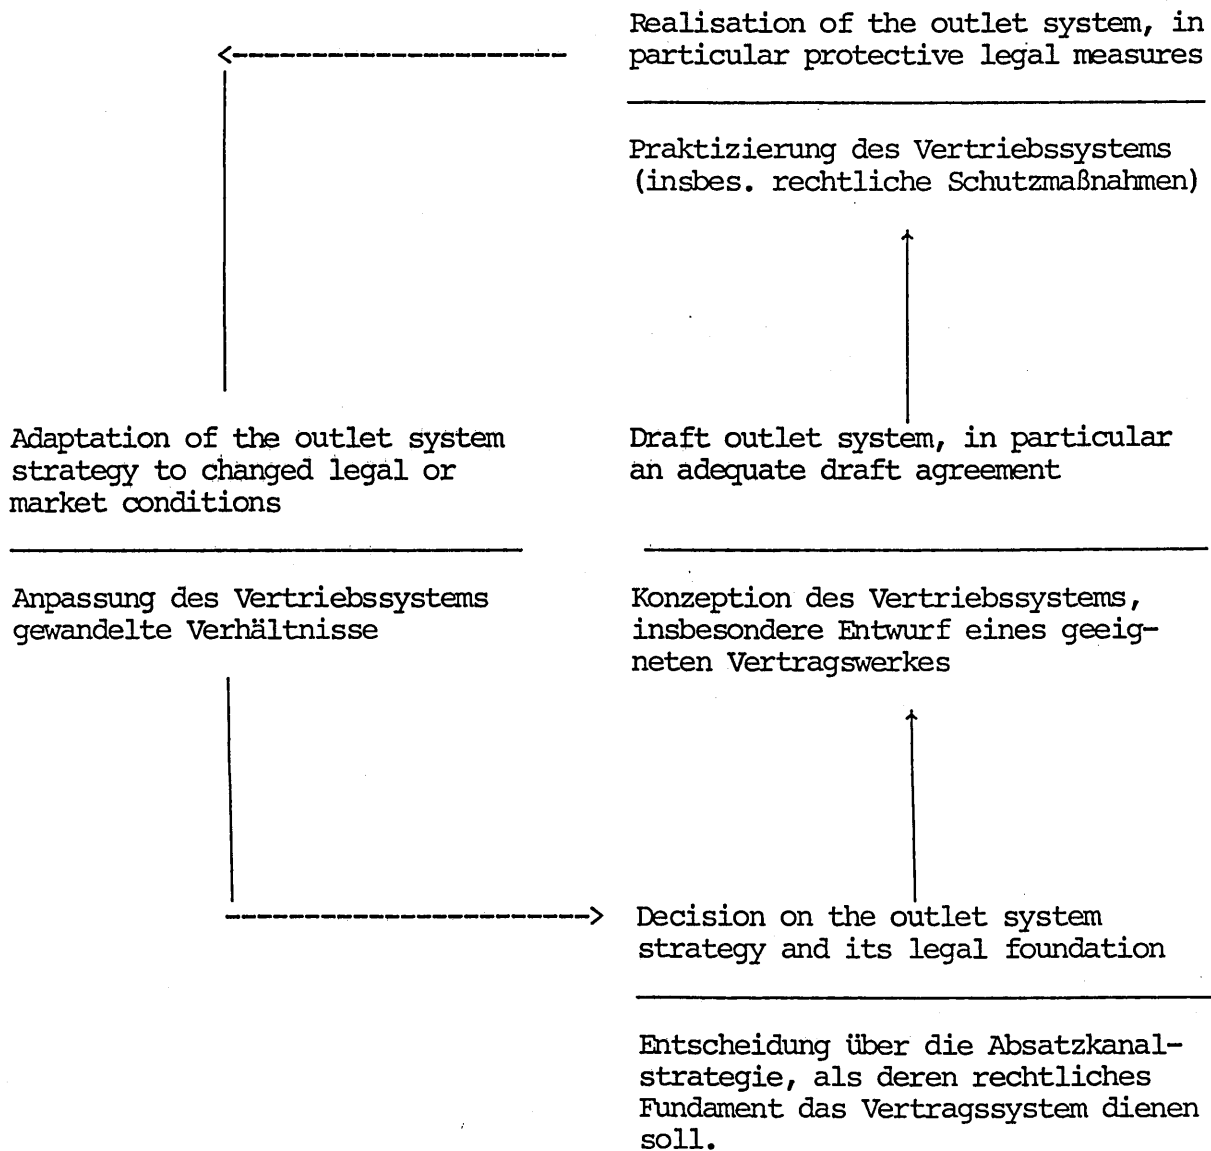 Realisation of the outlet system, in
particular protective legal measures
Praktizierung des Vertriebssystems
(insbes. rechtliche Schutzmaßnahmen)
Adaptation of the outlet system
strategy to changed legal or
market conditions
Anpassung des Vertriebssystems
gewandelte Verhältnisse
Draft outlet system, in particular
an adequate draft agreement
Konzeption des Vertriebssystems,
insbesondere Entwurf eines geeig-
neten Vertragswerkes
Decision on the outlet system
strategy and its legal foundation
Entscheidung über die Absatzkanal-
strategie, als deren rechtliches
Fundament das Vertragssystem dienen
soll.